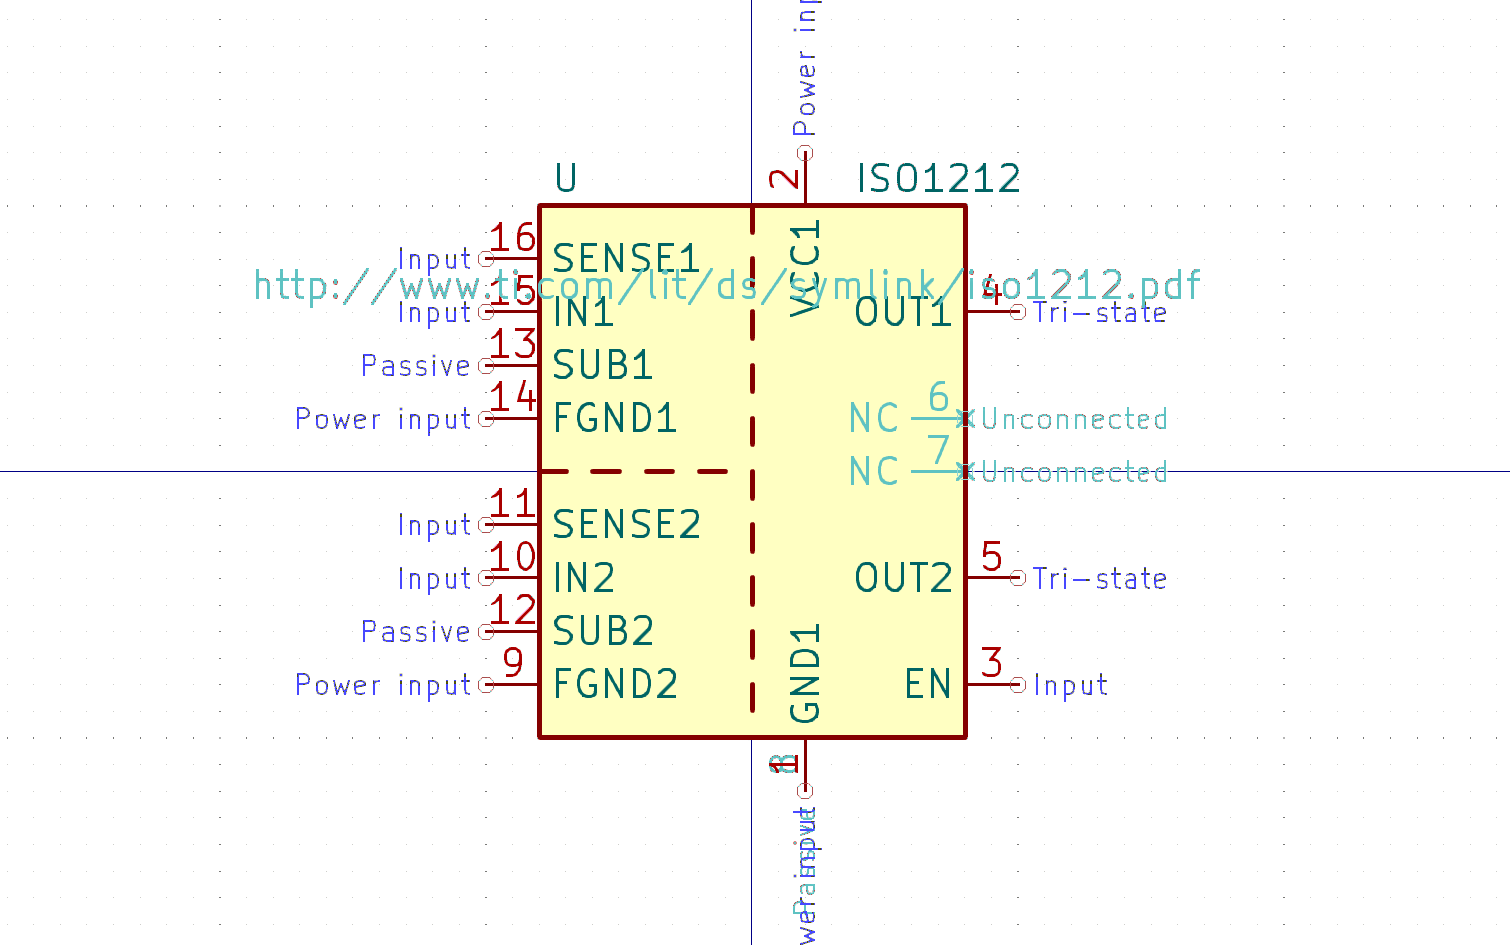 Power inp
U
2
ISO1212
VCC1
Input 16 SENSE1
http://www.ti.com/lit/ds/symlink/iso1212.pdf
Input 15 IN1
OUT1 4 Tri-state
Passive 13 SUB1
Power input 14 FGND1
NC 6 Unconnected
NC 7 Unconnected
Input 11 SENSE2
Input 10 IN2
OUT2 5 Tri-state
Passive 12 SUB2
Power input 9 FGND2
GND1
EN 3 Input
1
8
Passive
wer input